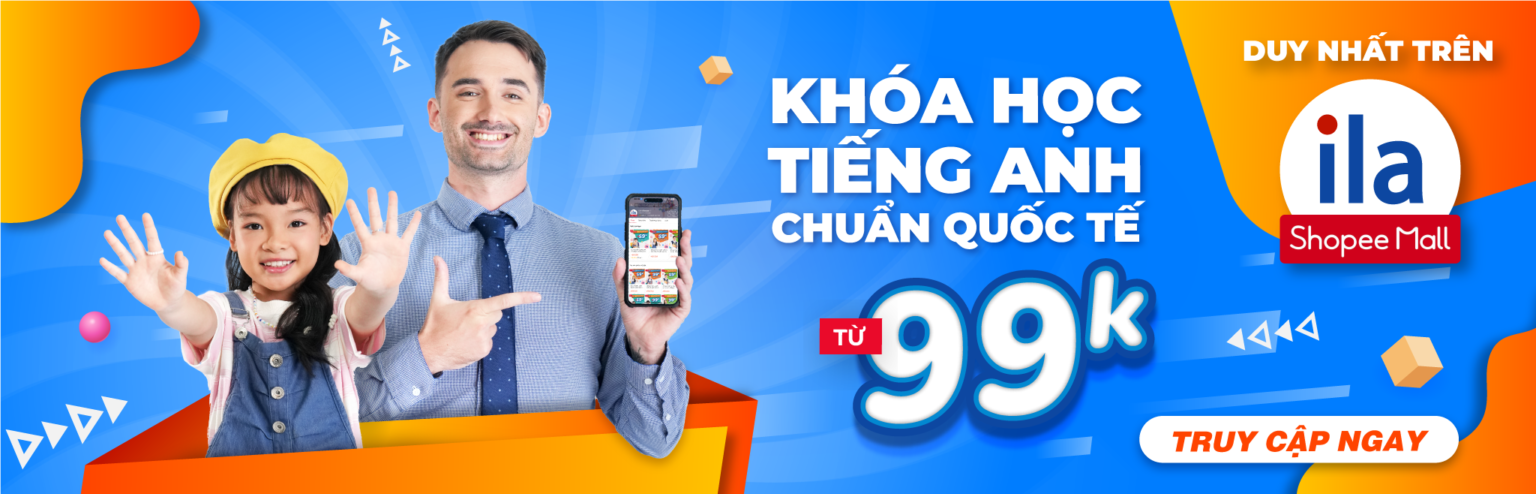 KHÓA HỌC
TIẾNG ANH
CHUẨN QUỐC TẾ
TỪ 99k
DUY NHẤT TRÊN
ila
Shopee Mall
TRUY CẬP NGAY